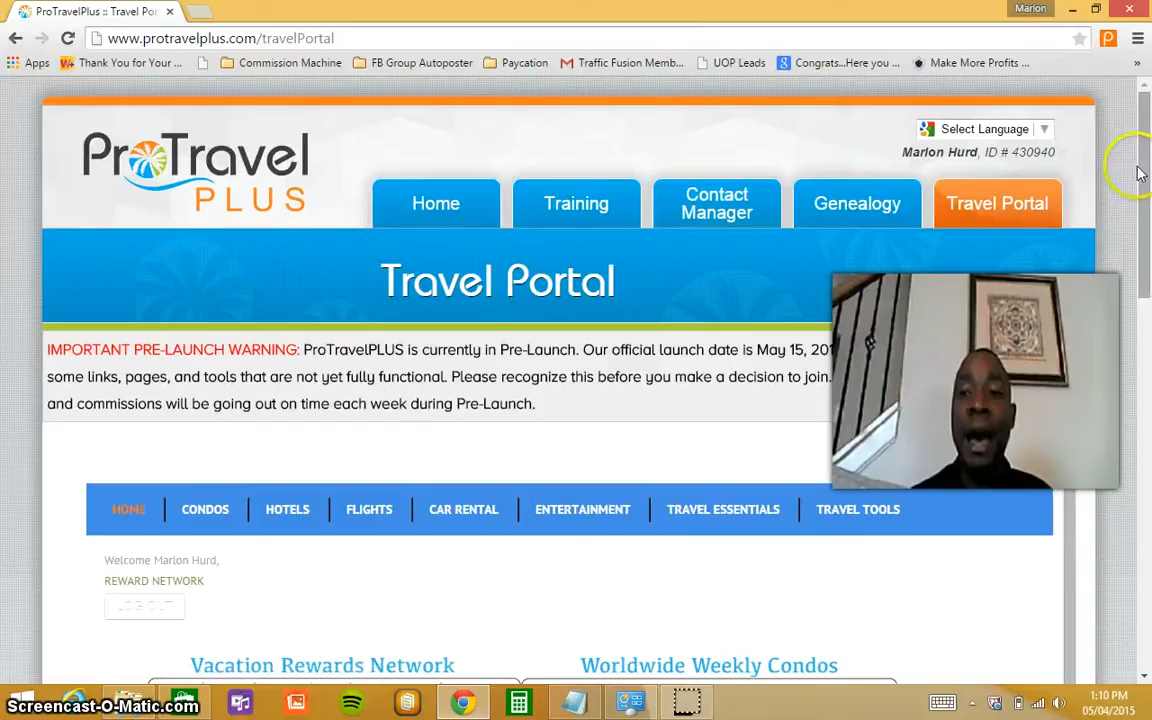 ProTravelPlus :: Travel Por
Marlon
www.protravelplus.com/travelPortal
Apps
Thank You for Your ...
Commission Machine
FB Group Autoposter
Paycation
Traffic Fusion Memb...
UOP Leads
Congrats...Here you ...
Make More Profits ...
»
Select Language
Marlon Hurd, ID # 430940
ProTravel
PLUS
Home
Training
Contact
Manager
Genealogy
Travel Portal
Travel Portal
IMPORTANT PRE-LAUNCH WARNING: ProTravelPLUS is currently in Pre-Launch. Our official launch date is May 15, 201
some links, pages, and tools that are not yet fully functional. Please recognize this before you make a decision to join.
and commissions will be going out on time each week during Pre-Launch.
HOME
CONDOS
HOTELS
FLIGHTS
CAR RENTAL
ENTERTAINMENT
TRAVEL ESSENTIALS
TRAVEL TOOLS
Welcome Marlon Hurd,
REWARD NETWORK
LOG OUT
Vacation Rewards Network
Worldwide Weekly Condos
Screencast-O-Matic.com
1:10 PM
05/04/2015